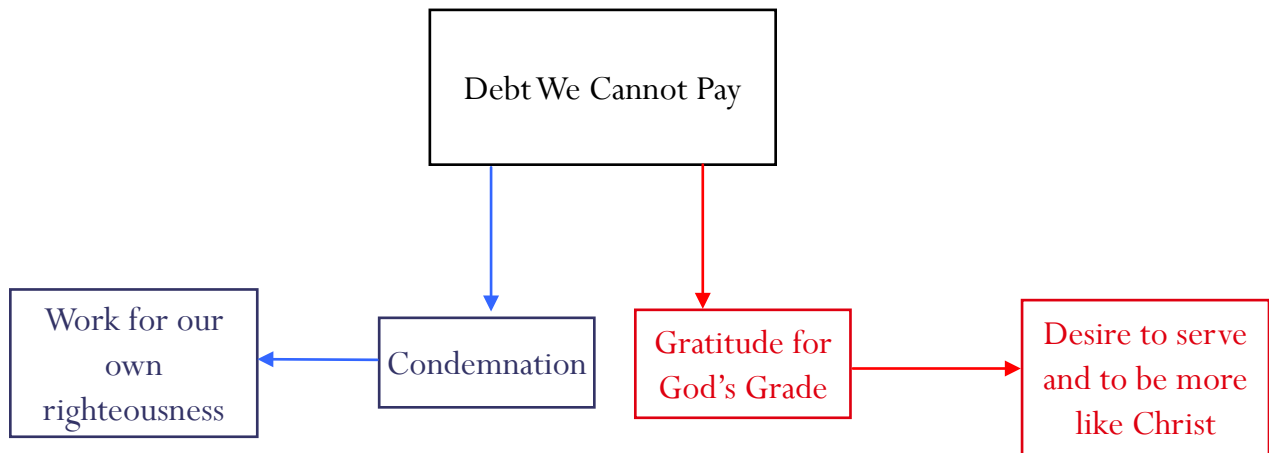 Debt We Cannot Pay
Work for our
own
righteousness
Condemnation
Gratitude for
God's Grade
Desire to serve
and to be more
like Christ